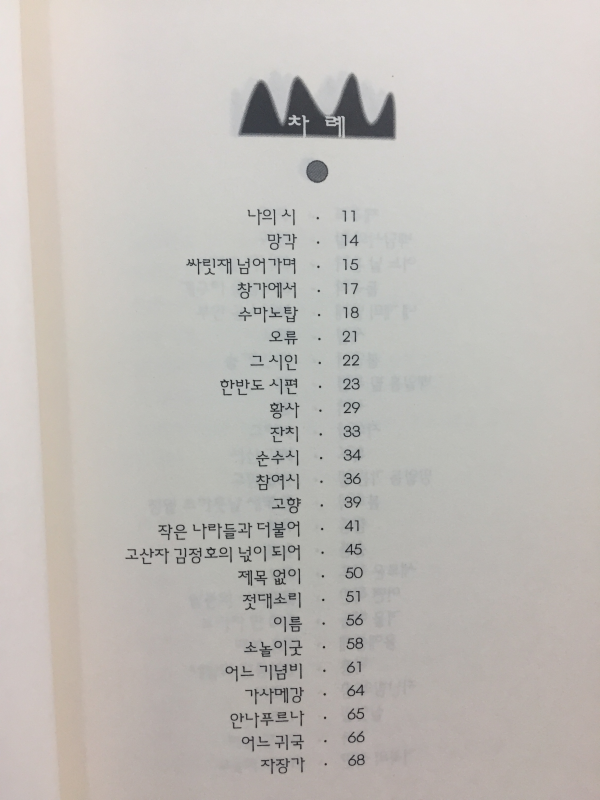 차 례
나의 시 · 11
망각 · 14
싸릿재 넘어가며 · 15
창가에서 · 17
수마노탑 · 18
오류 · 21
그 시인 · 22
한반도 시편 · 23
황사 · 29
잔치 · 33
순수시 · 34
참여시 · 36
고향 · 39
작은 나라들과 더불어 · 41
고산자 김정호의 넋이 되어 · 45
제목 없이 · 50
젓대소리 · 51
이름 · 56
소놀이굿 · 58
어느 기념비 · 61
가사메강 · 64
안나푸르나 · 65
어느 귀국 · 66
자장가 · 68